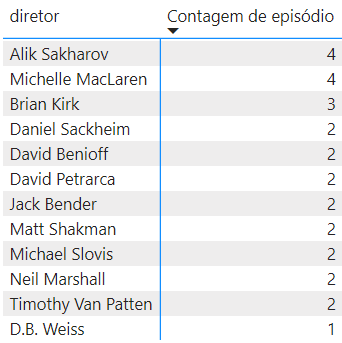 diretor Contagem de episódio
Alik Sakharov 4
Michelle MacLaren 4
Brian Kirk 3
Daniel Sackheim 2
David Benioff 2
David Petrarca 2
Jack Bender 2
Matt Shakman 2
Michael Slovis 2
Neil Marshall 2
Timothy Van Patten 2
D.B. Weiss 1